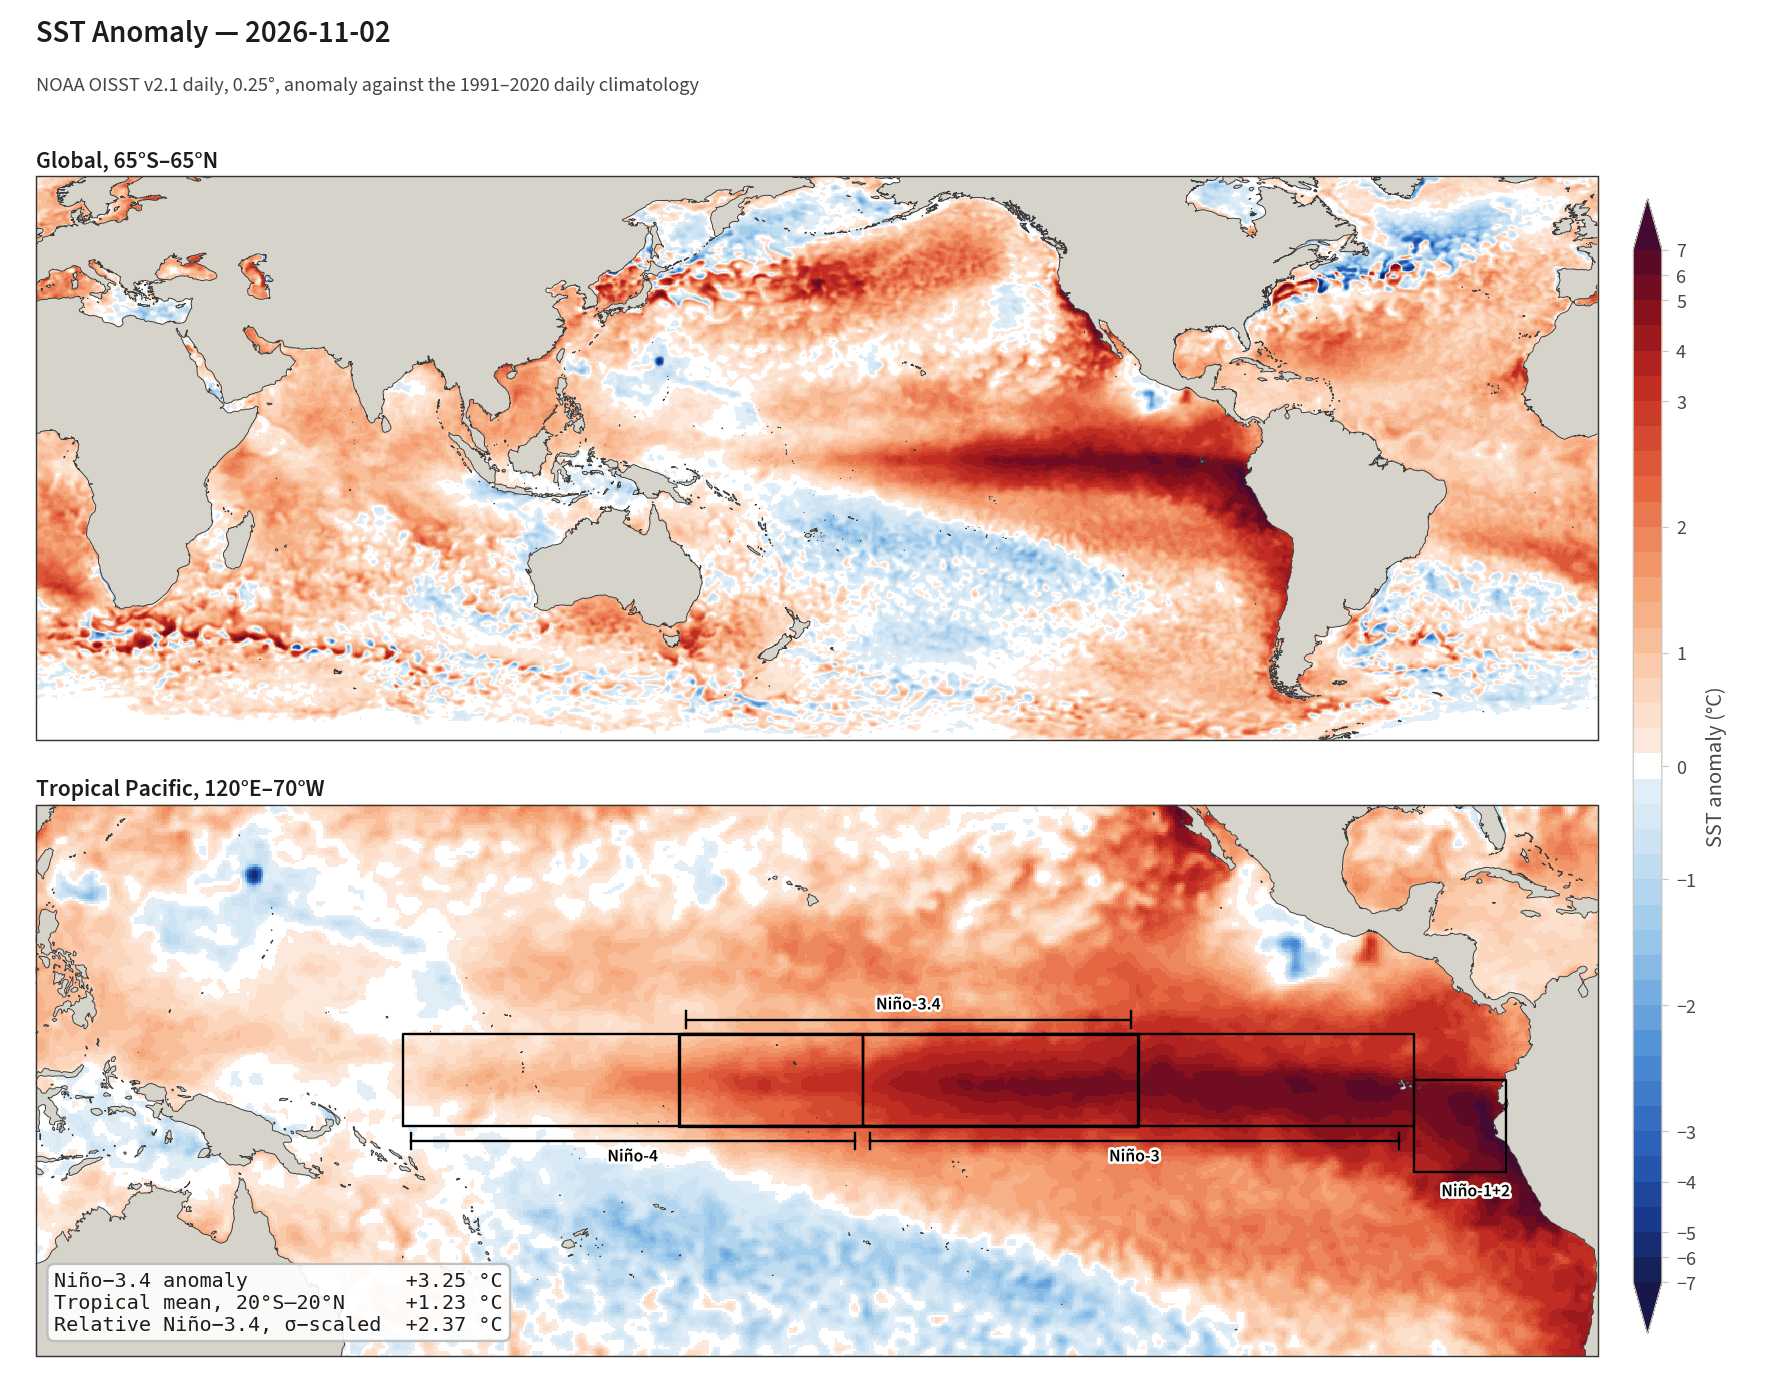 SST Anomaly — 2026-11-02
NOAA OISST v2.1 daily, 0.25°, anomaly against the 1991–2020 daily climatology
Global, 65°S–65°N
7
6
5
4
3
2
1
0
−1
−2
−3
−4
−5
−6
−7
SST anomaly (°C)
Tropical Pacific, 120°E–70°W
Niño-3.4
Niño-4
Niño-3
Niño-1+2
Niño−3.4 anomaly +3.25 °C
Tropical mean, 20°S–20°N +1.23 °C
Relative Niño−3.4, σ−scaled +2.37 °C